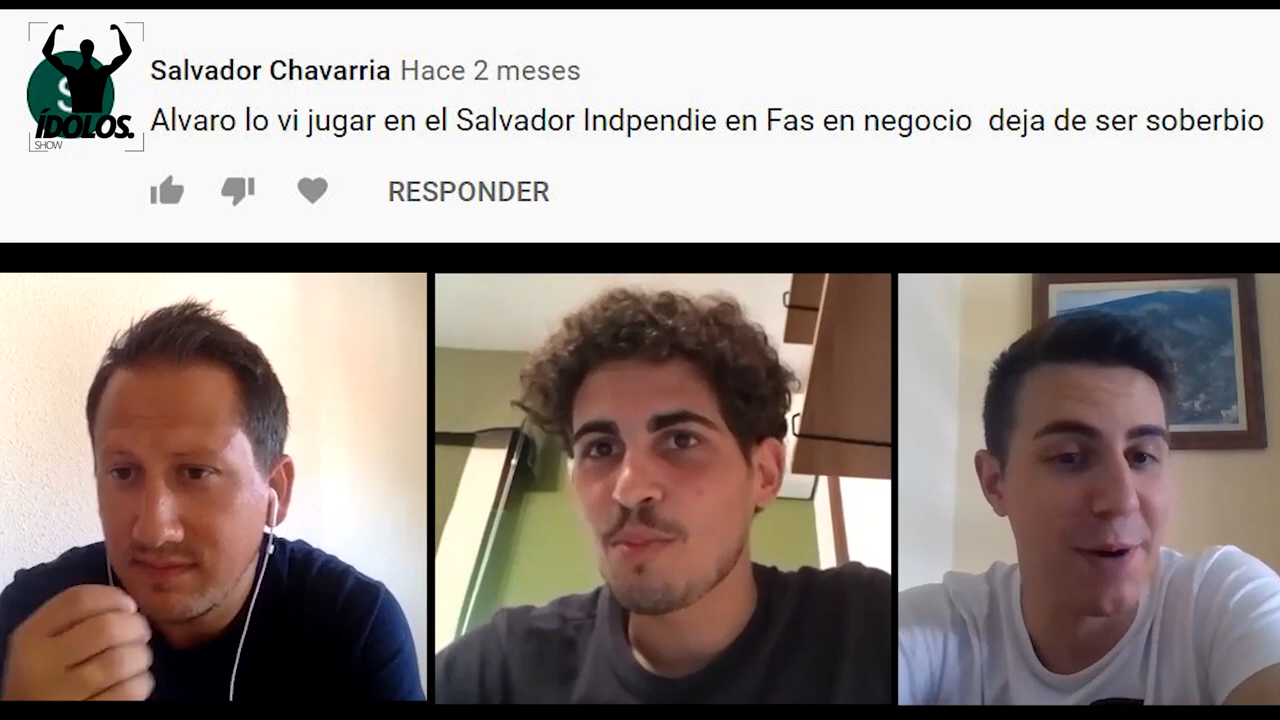 Salvador Chavarria Hace 2 meses
Alvaro lo vi jugar en el Salvador Indpendie en Fas en negocio deja de ser soberbio
ÍDOLOS.
SHOW
RESPONDER